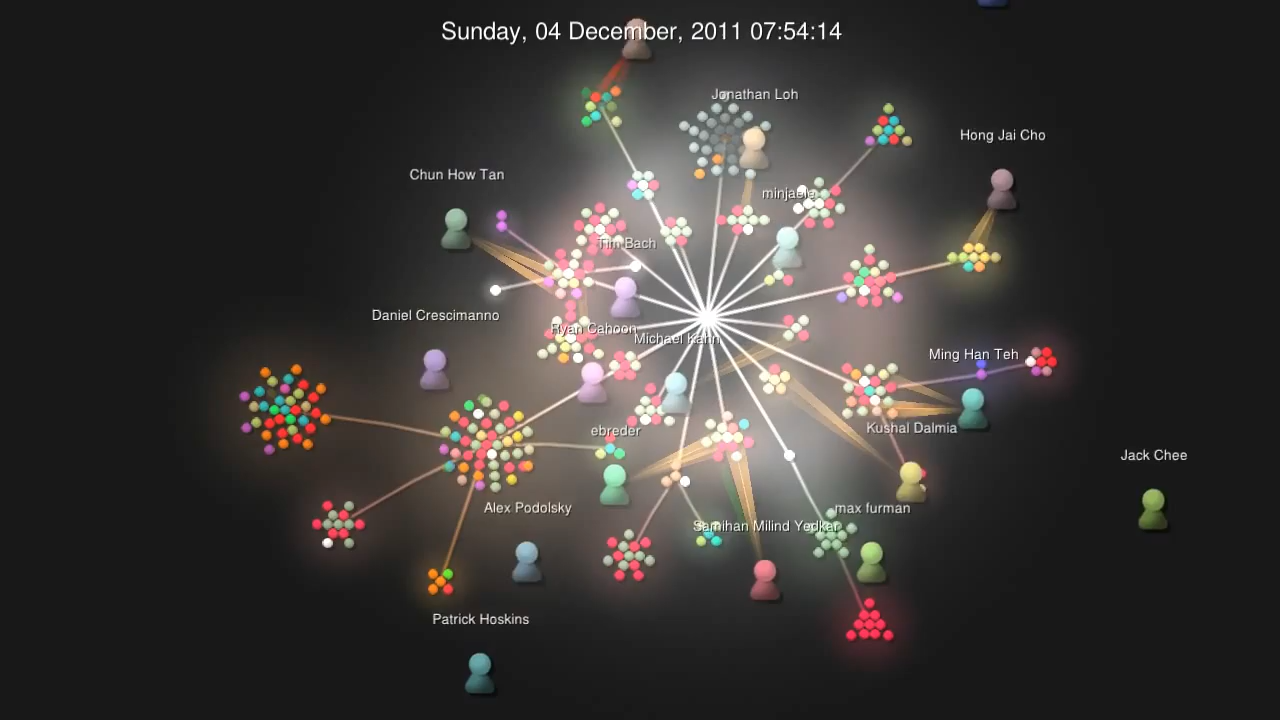 Sunday, 04 December, 2011 07:54:14
Jonathan Loh
Hong Jai Cho
Chun How Tan
minjaele
Tim Bach
Daniel Crescimanno
Ryan Cahoon
Michael Kahn
Ming Han Teh
Kushal Dalmia
ebreder
Jack Chee
Alex Podolsky
max furman
Samihan Milind Yedkar
Patrick Hoskins